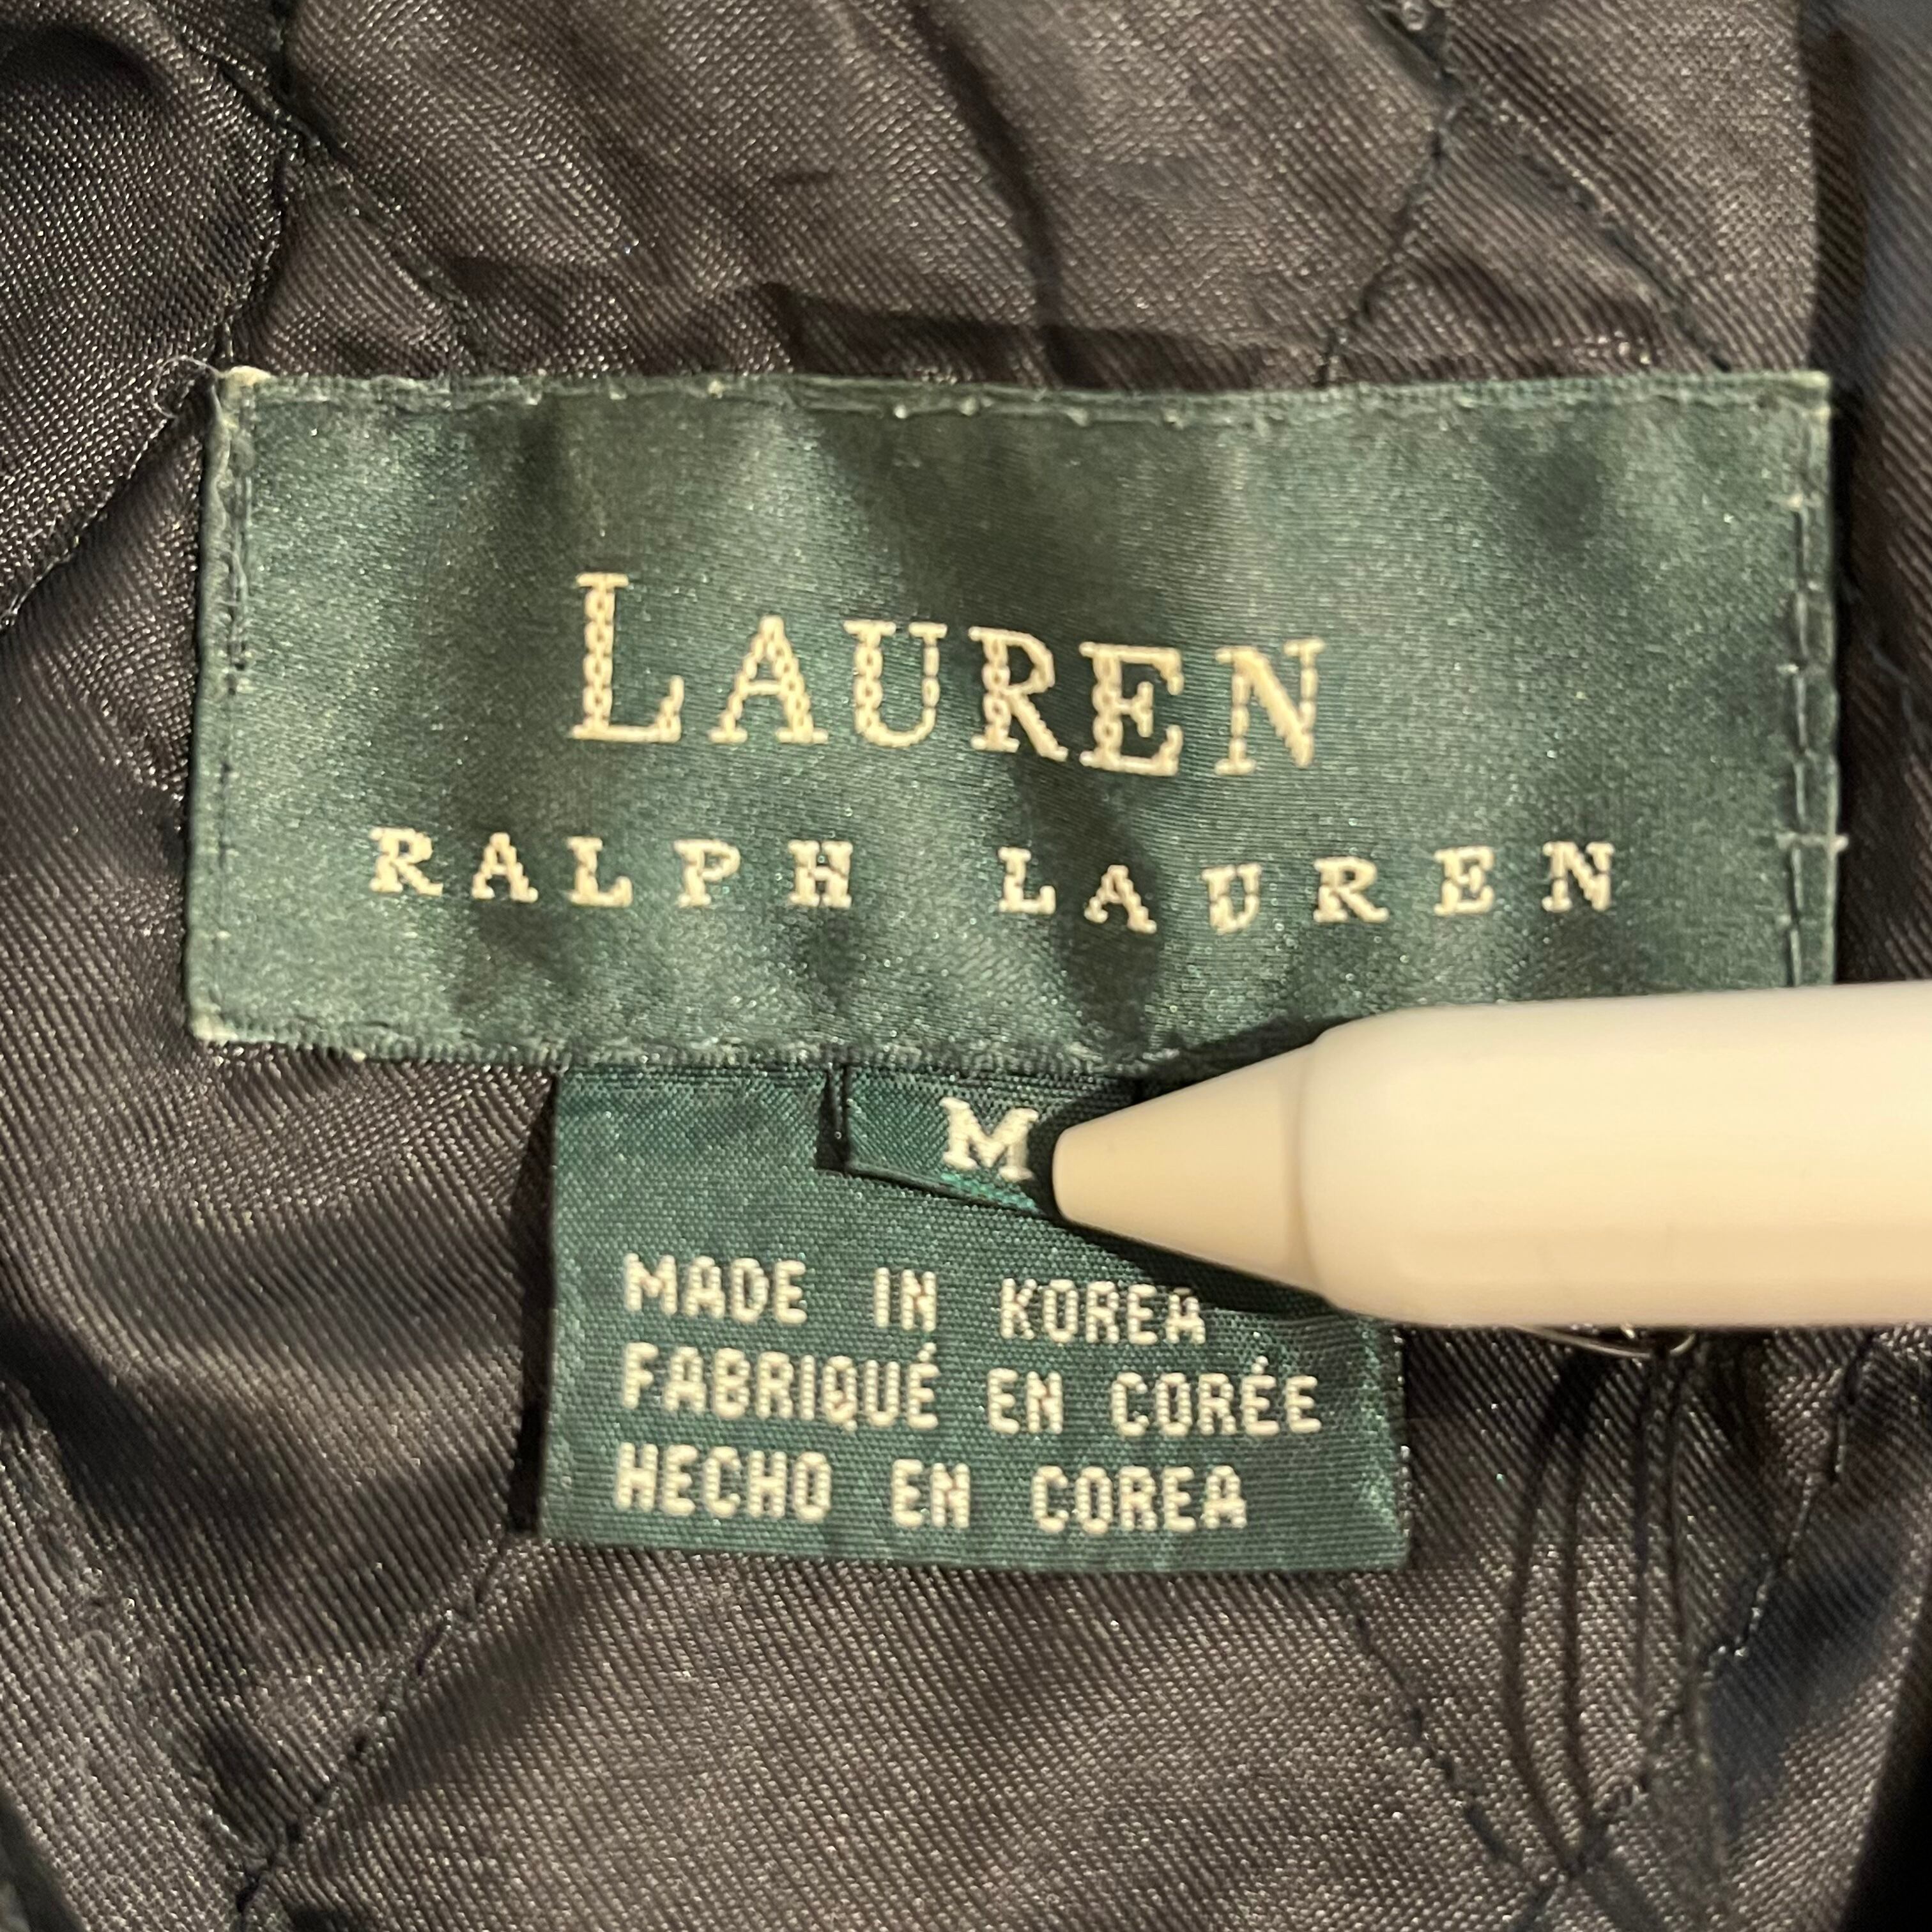 LAUREN
RALPH LAUREN
M
MADE IN KOREA
FABRIQUÉ EN CORÉE
HECHO EN COREA